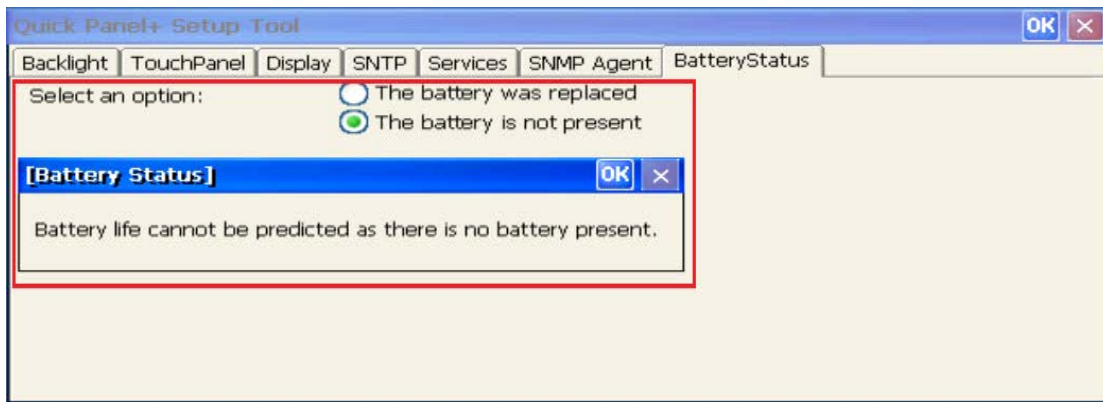 Quick Panel+ Setup Tool OK
Backlight TouchPanel Display SNTP Services SNMP Agent BatteryStatus
Select an option: The battery was replaced
The battery is not present
[Battery Status] OK
Battery life cannot be predicted as there is no battery present.